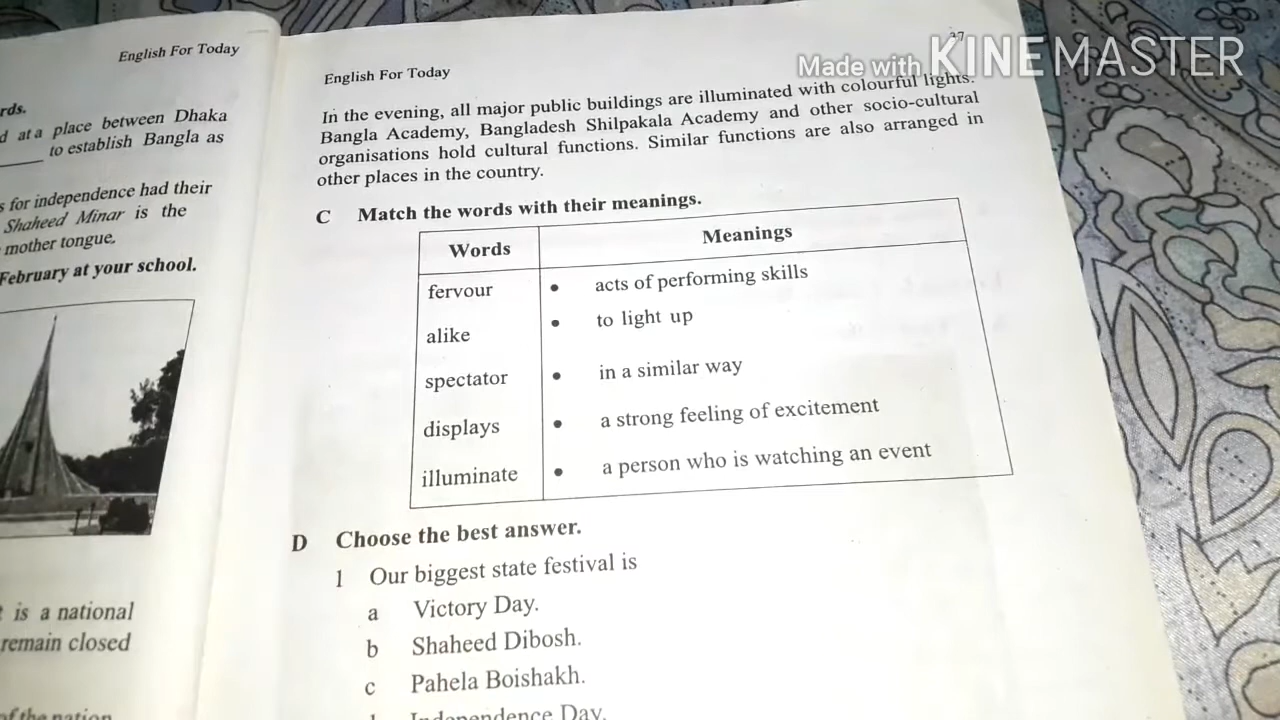 English For Today
rds.
d at a place between Dhaka
to establish Bangla as
s for independence had their
Shaheed Minar is the
mother tongue.
February at your school.
is a national
remain closed
of the nation
Made with KINEMASTER
27
English For Today
In the evening, all major public buildings are illuminated with colourful lights.
Bangla Academy, Bangladesh Shilpakala Academy and other socio-cultural
organisations hold cultural functions. Similar functions are also arranged in
other places in the country.
C Match the words with their meanings.
Words Meanings
fervour • acts of performing skills
alike • to light up
spectator • in a similar way
displays • a strong feeling of excitement
illuminate • a person who is watching an event
D Choose the best answer.
1 Our biggest state festival is
a Victory Day.
b Shaheed Dibosh.
c Pahela Boishakh.
Independence Day.